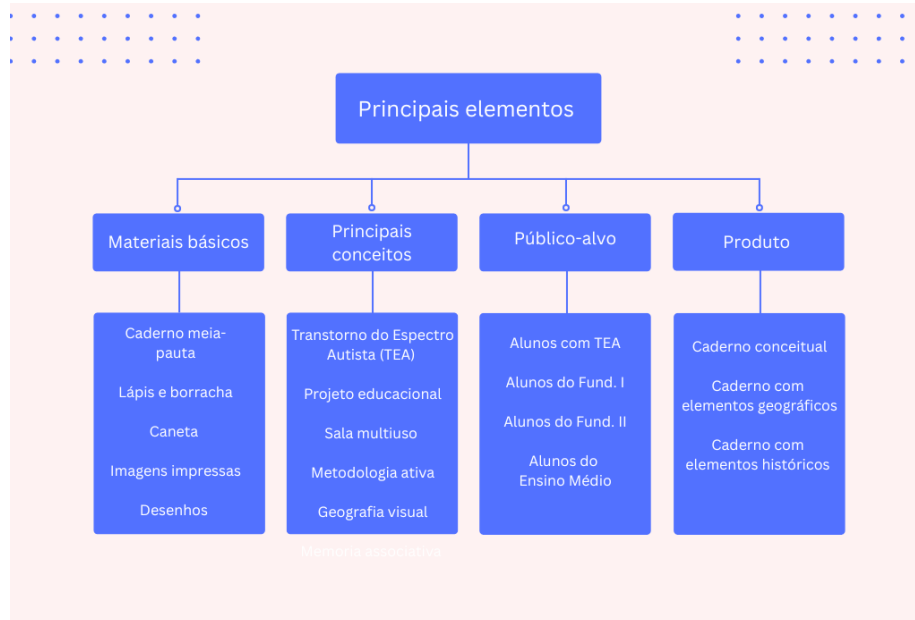 Principais elementos
Materiais básicos
Caderno meia-
pauta
Lápis e borracha
Caneta
Imagens impressas
Desenhos
Principais
conceitos
Transtorno do Espectro
Autista (TEA)
Projeto educacional
Sala multiuso
Metodologia ativa
Geografia visual
Memória associativa
Público-alvo
Alunos com TEA
Alunos do Fund. I
Alunos do Fund. II
Alunos do
Ensino Médio
Produto
Caderno conceitual
Caderno com
elementos geográficos
Caderno com
elementos históricos